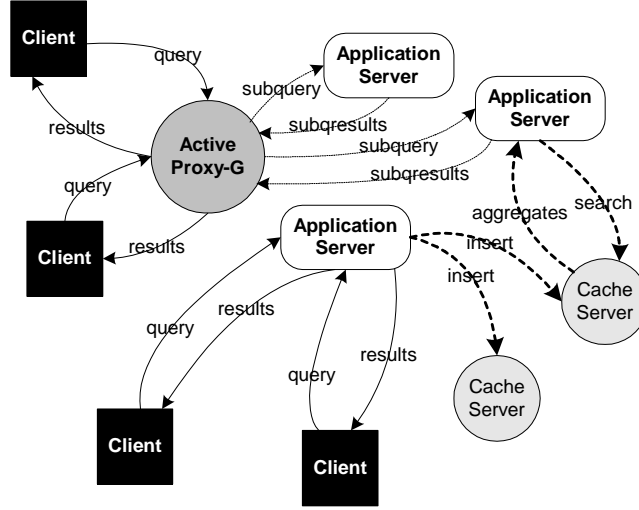 Client
query
Application
Server
subquery
results
subqresults
Application
Server
Active
Proxy-G
subquery
subqresults
query
Client
results
Application
Server
aggregates
search
insert
insert
Cache
Server
query
results
results
query
Cache
Server
Client
Client